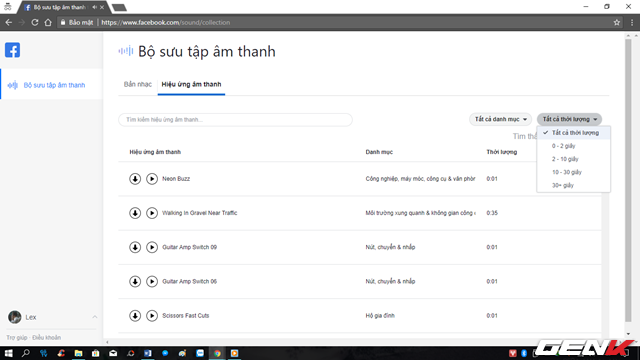 Bộ sưu tập âm thanh
Bảo mật | https://www.facebook.com/sound/collection
Bộ sưu tập âm thanh
Bộ sưu tập âm thanh
Bản nhạc Hiệu ứng âm thanh
Tìm kiếm hiệu ứng âm thanh...
Tất cả danh mục Tất cả thời lượng
Tìm
Tất cả thời lượng
0 - 2 giây
2 - 10 giây
10 - 30 giây
30+ giây
Hiệu ứng âm thanh Danh mục Thời lượng
Neon Buzz Công nghiệp, máy móc, công cụ & văn phòn 0:01
Walking In Gravel Near Traffic Môi trường xung quanh & không gian công 0:35
Guitar Amp Switch 09 Nút, chuyển & nhấp 0:01
Guitar Amp Switch 06 Nút, chuyển & nhấp 0:01
Scissors Fast Cuts Hộ gia đình 0:01
Lex
Trợ giúp · Điều khoản
GENK